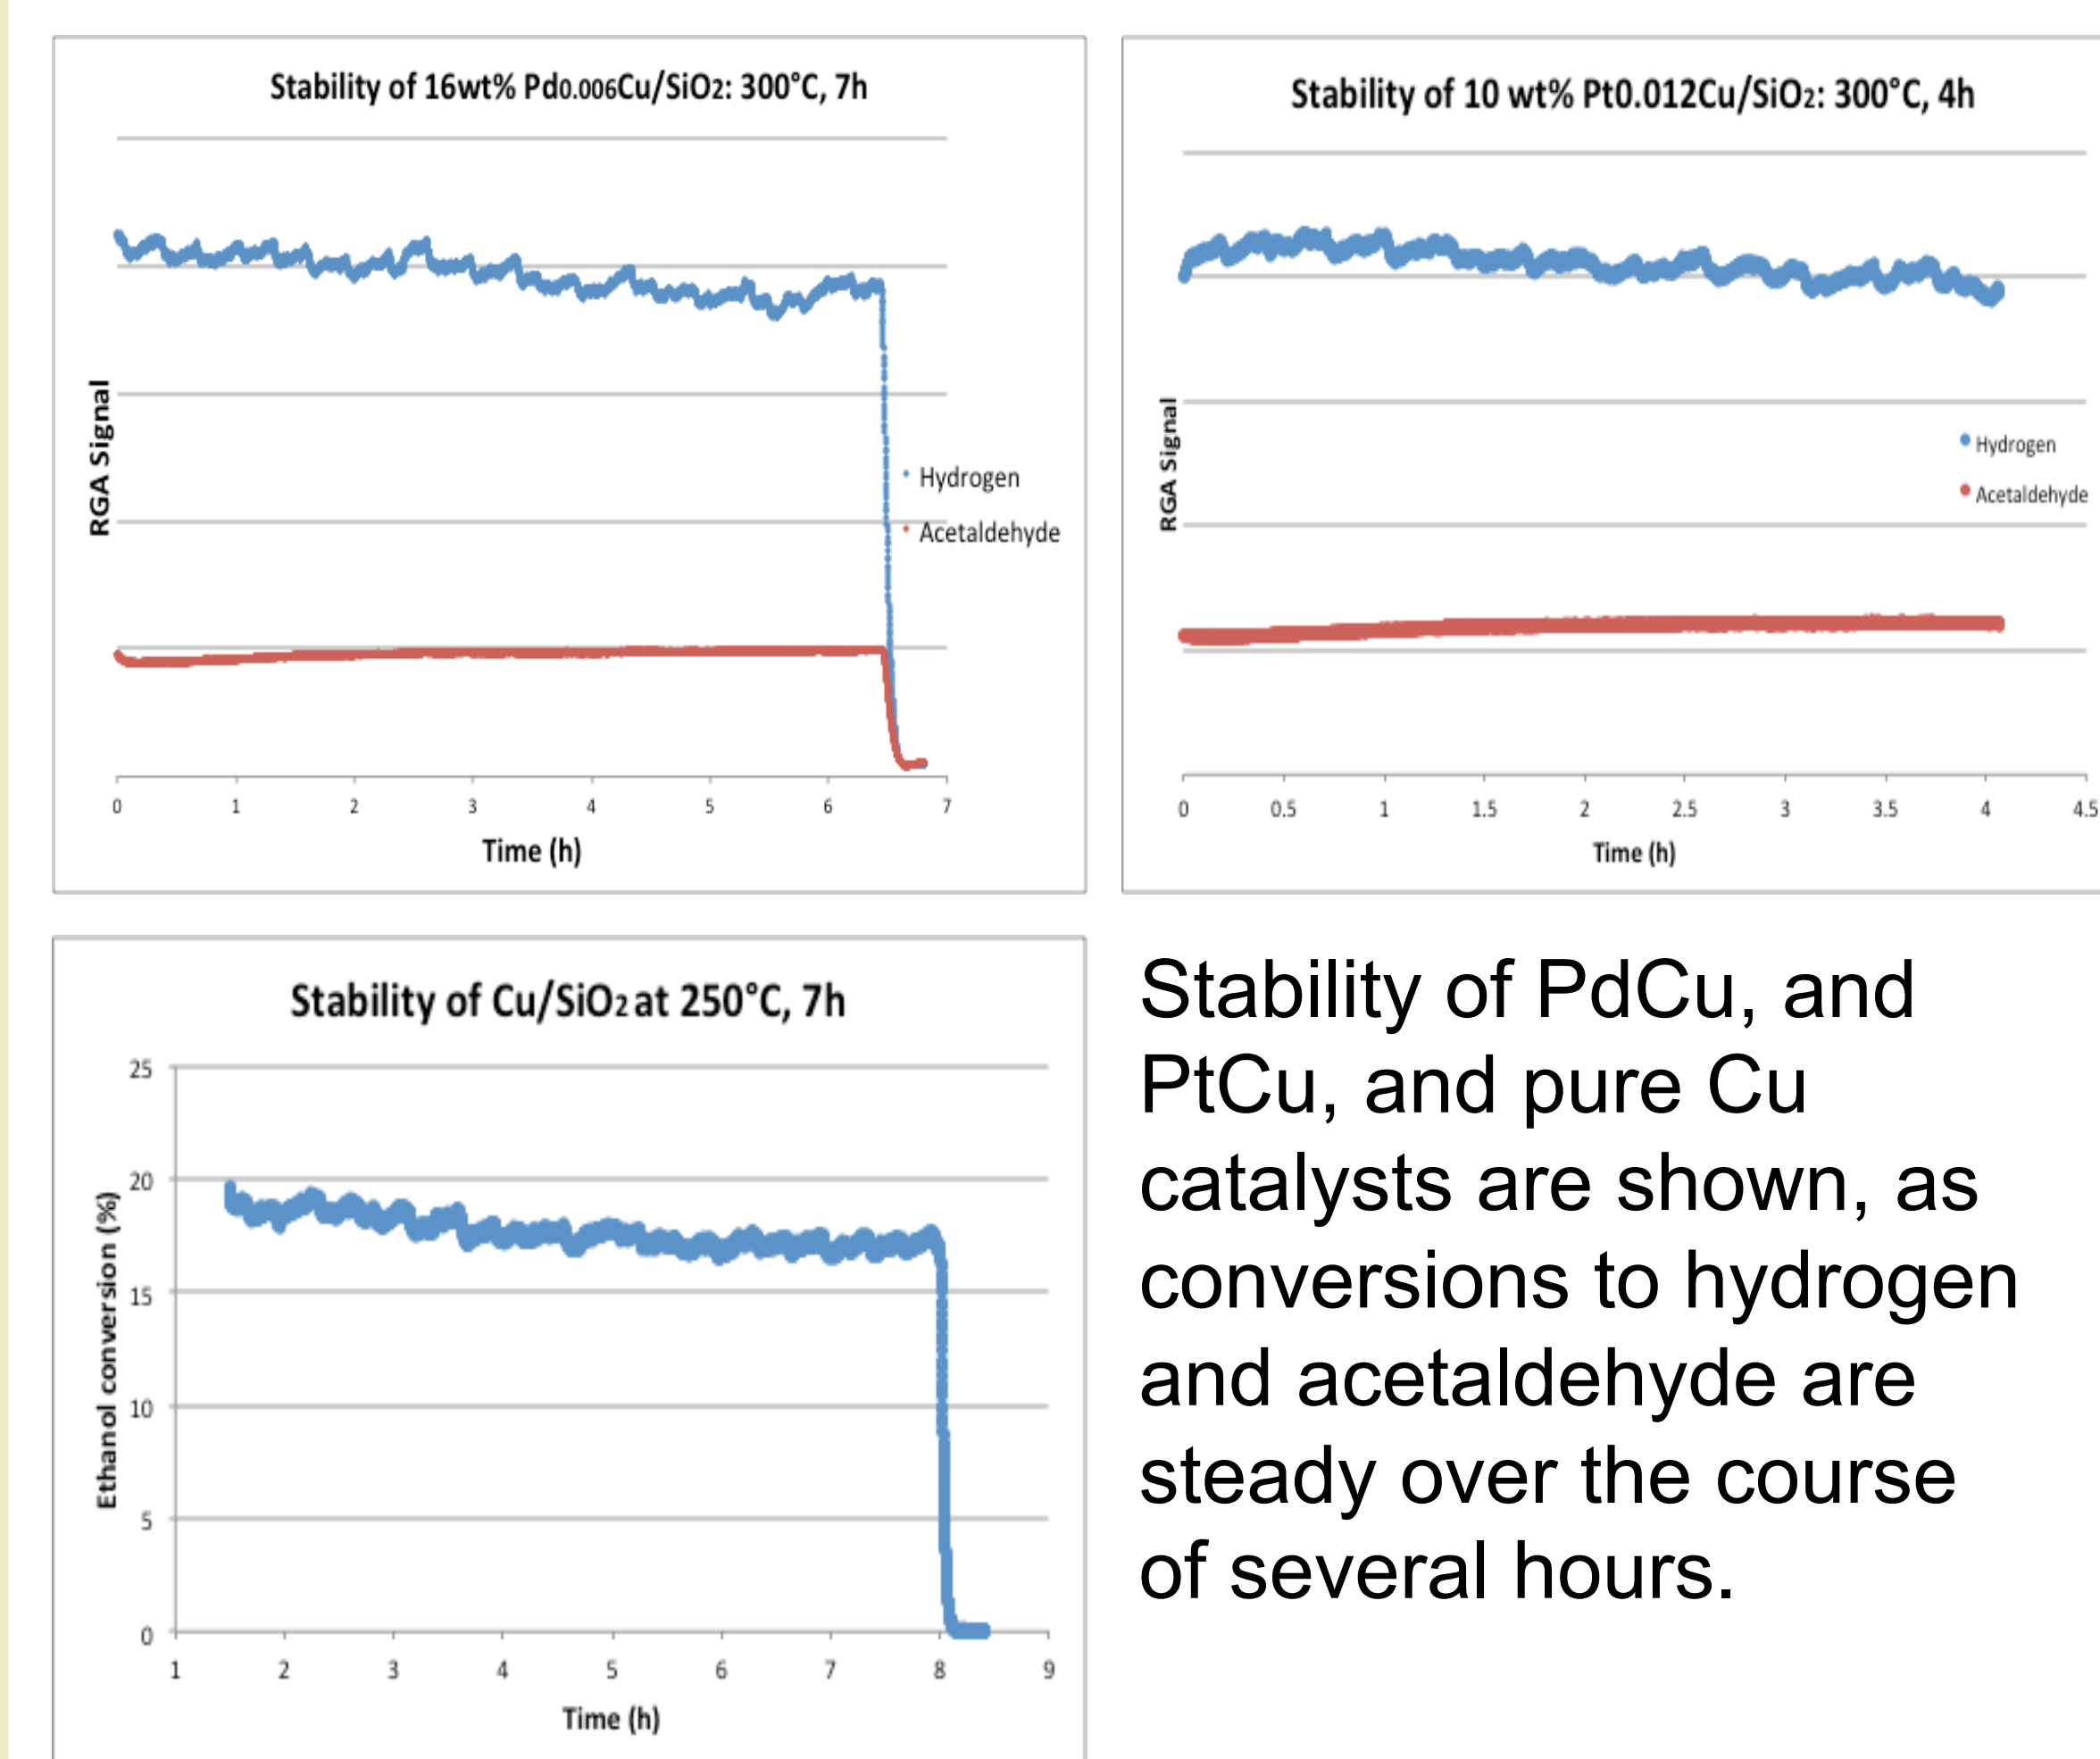 Stability of 16wt% Pd0.006Cu/SiO2: 300°C, 7h
RGA Signal
Hydrogen
Acetaldehyde
0 1 2 3 4 5 6 7
Time (h)
Stability of 10 wt% Pt0.012Cu/SiO2: 300°C, 4h
RGA Signal
Hydrogen
Acetaldehyde
0 0.5 1 1.5 2 2.5 3 3.5 4 4.5
Time (h)
Stability of Cu/SiO2 at 250°C, 7h
Ethanol conversion (%)
25
20
15
10
5
0
1 2 3 4 5 6 7 8 9
Time (h)
Stability of PdCu, and
PtCu, and pure Cu
catalysts are shown, as
conversions to hydrogen
and acetaldehyde are
steady over the course
of several hours.